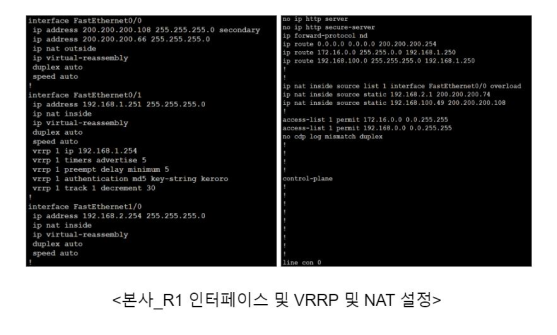 interface FastEthernet0/0
ip address 200.200.200.108 255.255.255.0 secondary
ip address 200.200.200.66 255.255.255.0
ip nat outside
ip virtual-reassembly
duplex auto
speed auto
!
interface FastEthernet0/1
ip address 192.168.1.251 255.255.255.0
ip nat inside
ip virtual-reassembly
duplex auto
speed auto
vrrp 1 ip 192.168.1.254
vrrp 1 timers advertise 5
vrrp 1 preempt delay minimum 5
vrrp 1 authentication md5 key-string keroro
vrrp 1 track 1 decrement 30
!
interface FastEthernet1/0
ip address 192.168.2.254 255.255.255.0
ip nat inside
ip virtual-reassembly
duplex auto
speed auto
!
no ip http server
no ip http secure-server
ip forward-protocol nd
ip route 0.0.0.0 0.0.0.0 200.200.200.254
ip route 172.16.0.0 255.255.0.0 192.168.1.250
ip route 192.168.100.0 255.255.255.0 192.168.1.250
!
!
ip nat inside source list 1 interface FastEthernet0/0 overload
ip nat inside source static 192.168.2.1 200.200.200.74
ip nat inside source static 192.168.100.49 200.200.200.108
!
access-list 1 permit 172.16.0.0 0.0.255.255
access-list 1 permit 192.168.0.0 0.0.255.255
no cdp log mismatch duplex
!
!
!
!
control-plane
!
!
!
!
!
!
!
!
!
line con 0
<본사_R1 인터페이스 및 VRRP 및 NAT 설정>